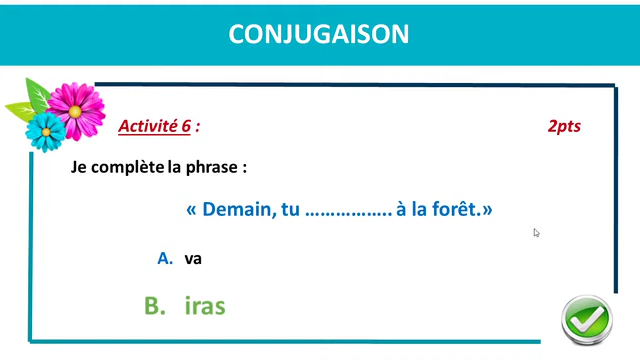 CONJUGAISON
Activité 6 : 2pts
Je complète la phrase :
« Demain, tu …………….. à la forêt.»
A. va
B. iras